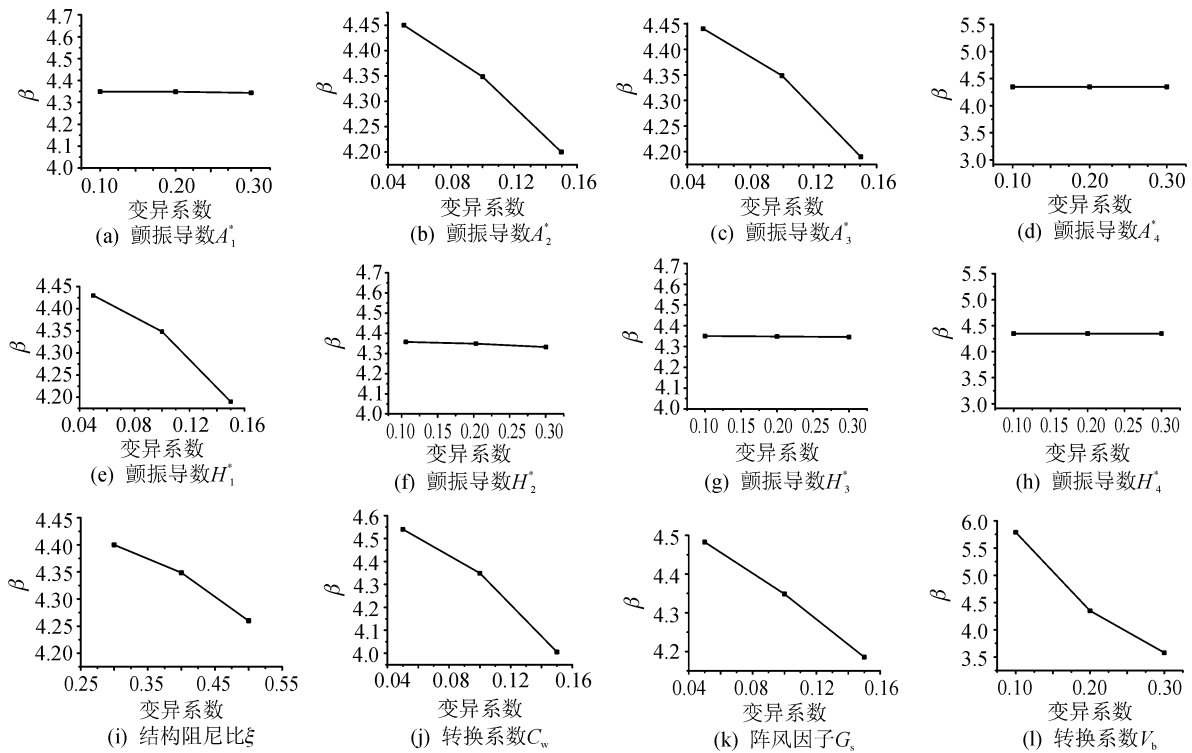 4.7
4.6
4.5
4.4
4.3
4.2
4.1
4.0
β
0.10 0.20 0.30
变异系数
(a) 颤振导数A*1
4.45
4.40
4.35
4.30
4.25
4.20
β
0.04 0.08 0.12 0.16
变异系数
(b) 颤振导数A*2
4.45
4.40
4.35
4.30
4.25
4.20
β
0.04 0.08 0.12 0.16
变异系数
(c) 颤振导数A*3
5.5
5.0
4.5
4.0
3.5
3.0
β
0.10 0.20 0.30
变异系数
(d) 颤振导数A*4
4.45
4.40
4.35
4.30
4.25
4.20
β
0.04 0.08 0.12 0.16
变异系数
(e) 颤振导数H*1
4.7
4.6
4.5
4.4
4.3
4.2
4.1
4.0
β
0.10 0.15 0.20 0.25 0.30
变异系数
(f) 颤振导数H*2
4.7
4.6
4.5
4.4
4.3
4.2
4.1
4.0
β
0.10 0.15 0.20 0.25 0.30
变异系数
(g) 颤振导数H*3
5.5
5.0
4.5
4.0
3.5
3.0
β
0.10 0.15 0.20 0.25 0.30
变异系数
(h) 颤振导数H*4
4.45
4.40
4.35
4.30
4.25
4.20
β
0.25 0.35 0.45 0.55
变异系数
(i) 结构阻尼比ξ
4.6
4.5
4.4
4.3
4.2
4.1
4.0
β
0.04 0.08 0.12 0.16
变异系数
(j) 转换系数Cw
4.5
4.4
4.3
4.2
β
0.04 0.08 0.12 0.16
变异系数
(k) 阵风因子Gs
6.0
5.5
5.0
4.5
4.0
3.5
β
0.10 0.20 0.30
变异系数
(l) 转换系数Vb